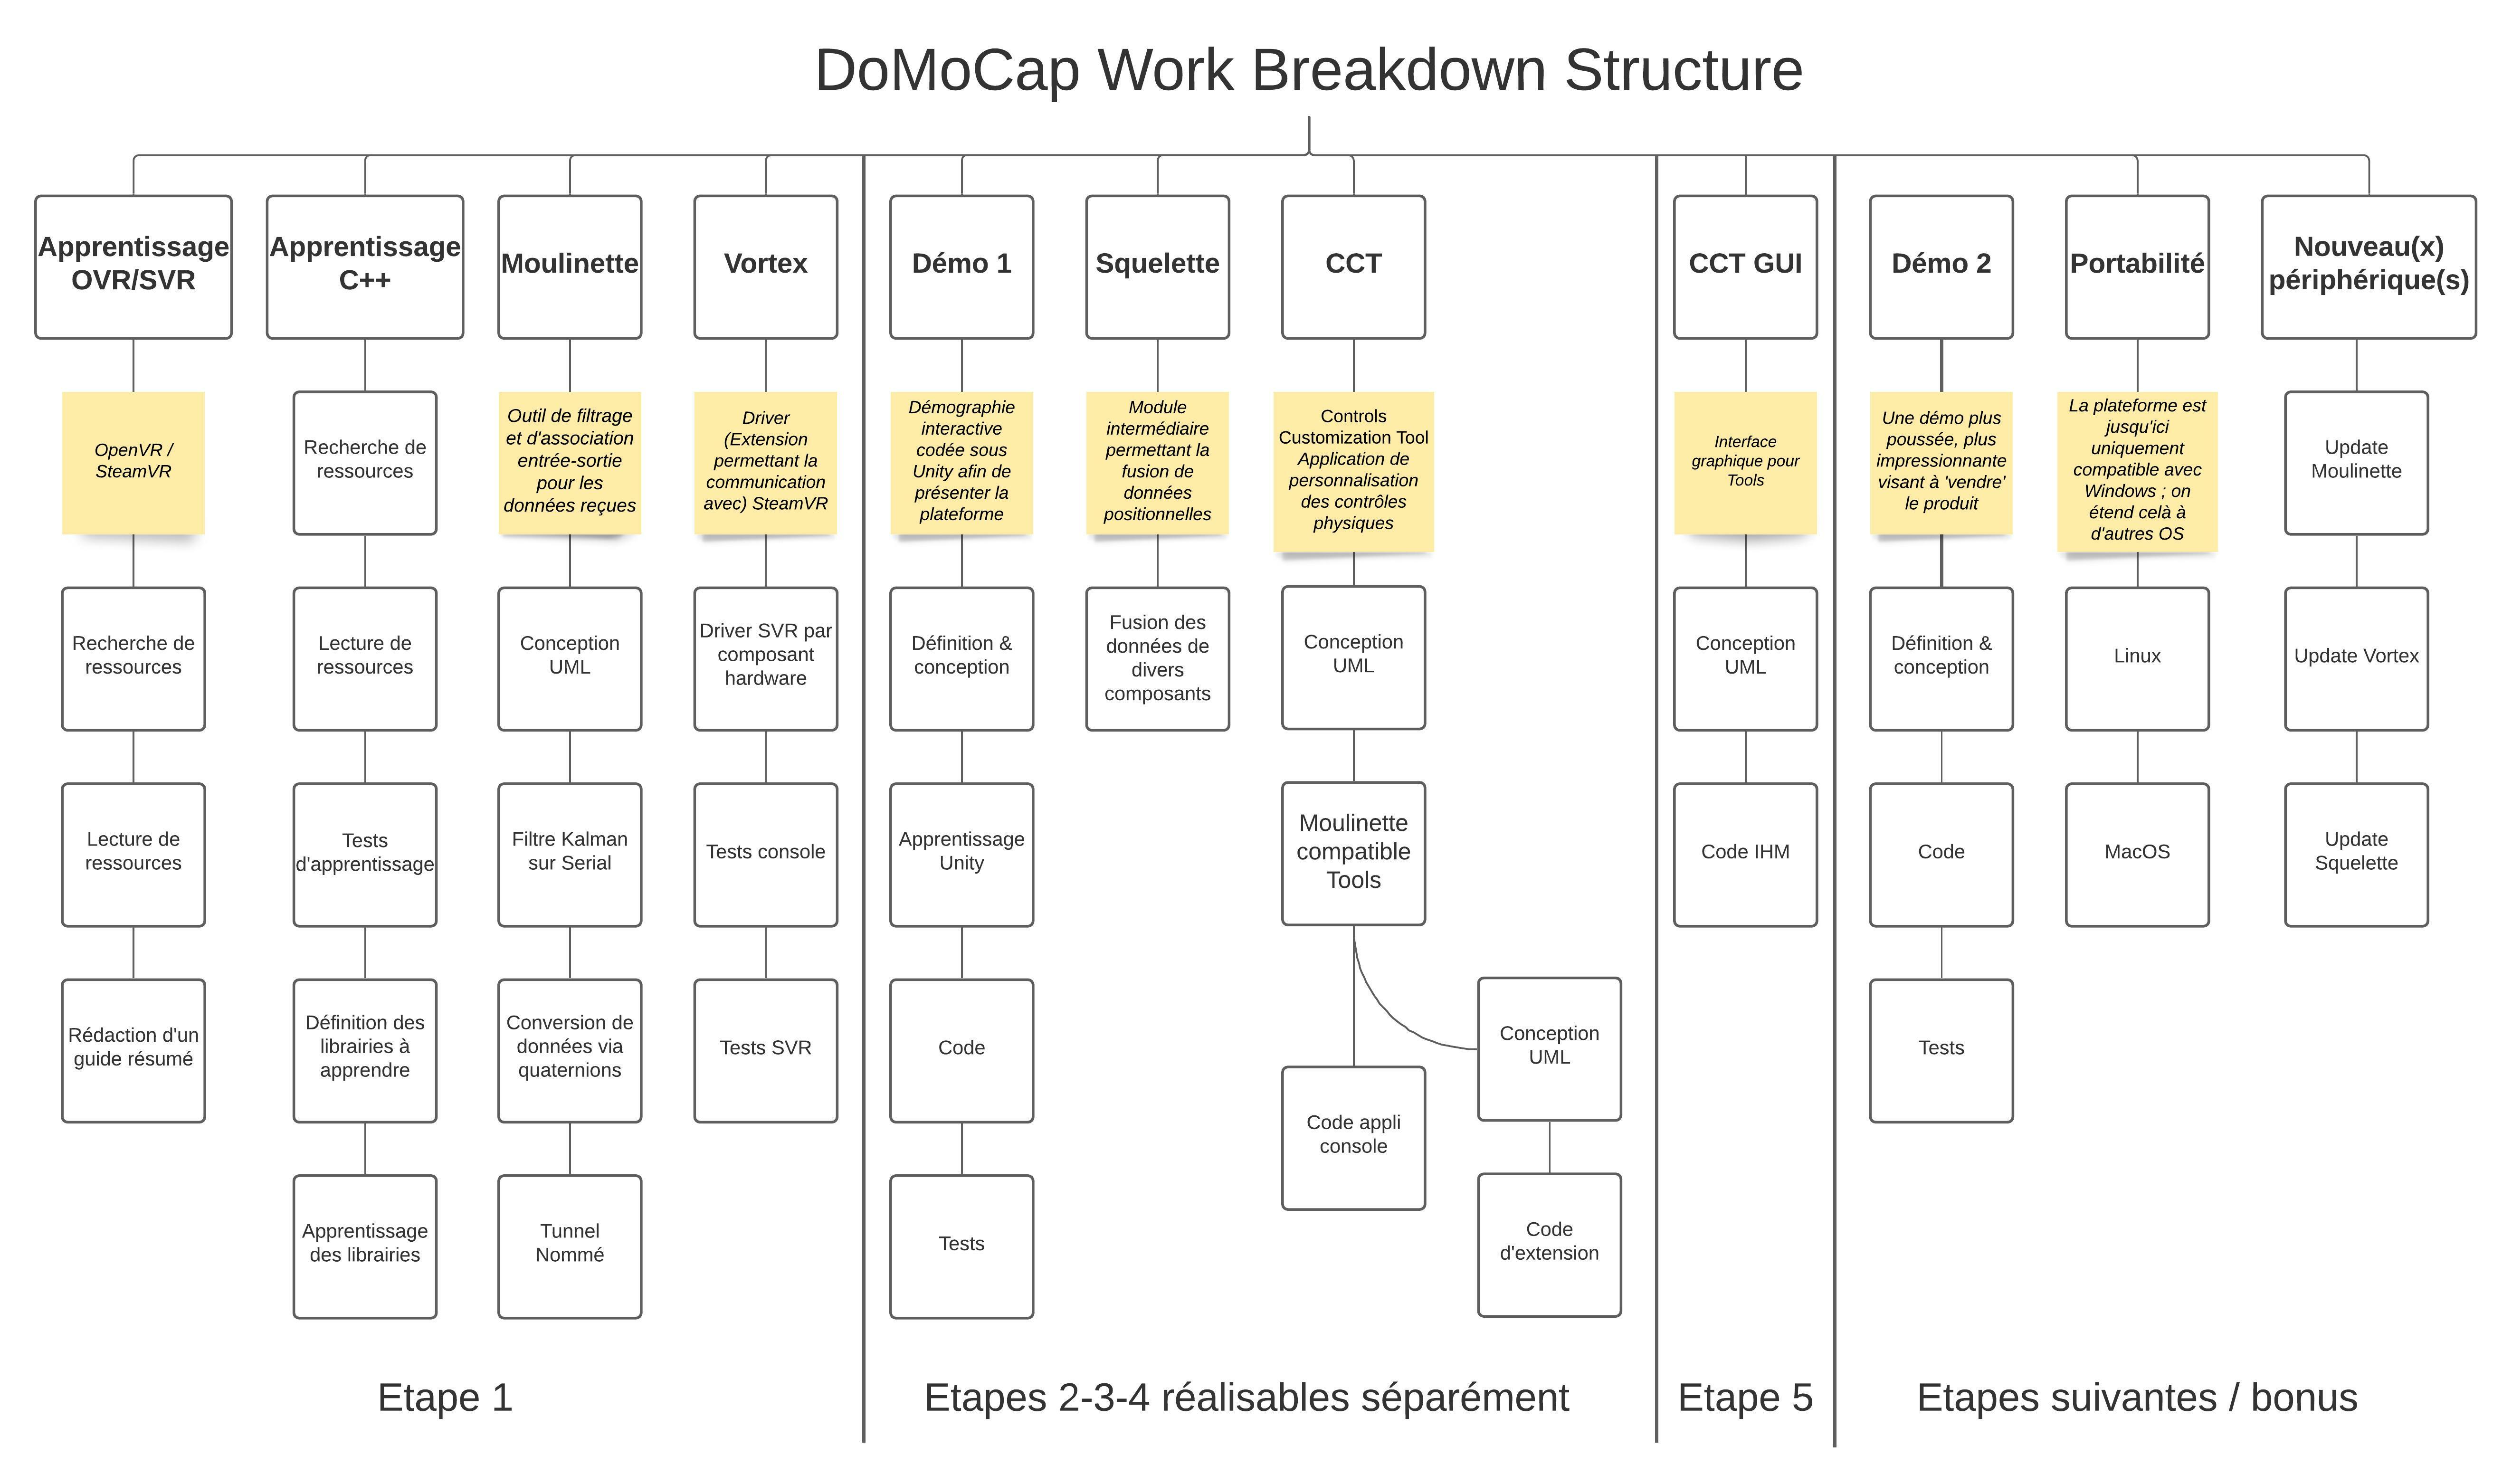 DoMoCap Work Breakdown Structure
Apprentissage
OVR/SVR
OpenVR /
SteamVR
Recherche de
ressources
Lecture de
ressources
Rédaction d'un
guide résumé
Apprentissage
C++
Recherche de
ressources
Lecture de
ressources
Tests
d'apprentissage
Définition des
librairies à
apprendre
Apprentissage
des librairies
Moulinette
Outil de filtrage
et d'association
entrée-sortie
pour les
données reçues
Conception
UML
Filtre Kalman
sur Serial
Conversion de
données via
quaternions
Tunnel
Nommé
Vortex
Driver
(Extension
permettant la
communication
avec) SteamVR
Driver SVR par
composant
hardware
Tests console
Tests SVR
Etape 1
Démo 1
Démographie
interactive
codée sous
Unity afin de
présenter la
plateforme
Définition &
conception
Apprentissage
Unity
Code
Tests
Squelette
Module
intermédiaire
permettant la
fusion de
données
positionnelles
Fusion des
données de
divers
composants
CCT
Controls
Customization Tool
Application de
personnalisation
des contrôles
physiques
Conception
UML
Moulinette
compatible
Tools
Code appli
console
Conception
UML
Code
d'extension
Etapes 2-3-4 réalisables séparément
CCT GUI
Interface
graphique pour
Tools
Conception
UML
Code IHM
Etape 5
Démo 2
Une démo plus
poussée, plus
impressionnante
visant à 'vendre'
le produit
Définition &
conception
Code
Tests
Portabilité
La plateforme est
jusqu'ici
uniquement
compatible avec
Windows ; on
étend celà à
d'autres OS
Linux
MacOS
Nouveau(x)
périphérique(s)
Update
Moulinette
Update Vortex
Update
Squelette
Etapes suivantes / bonus